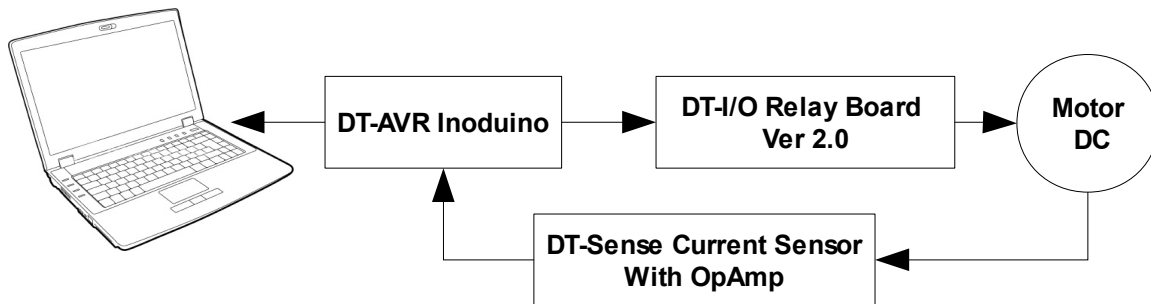 DT-AVR Inoduino
DT-I/O Relay Board
Ver 2.0
Motor
DC
DT-Sense Current Sensor
With OpAmp